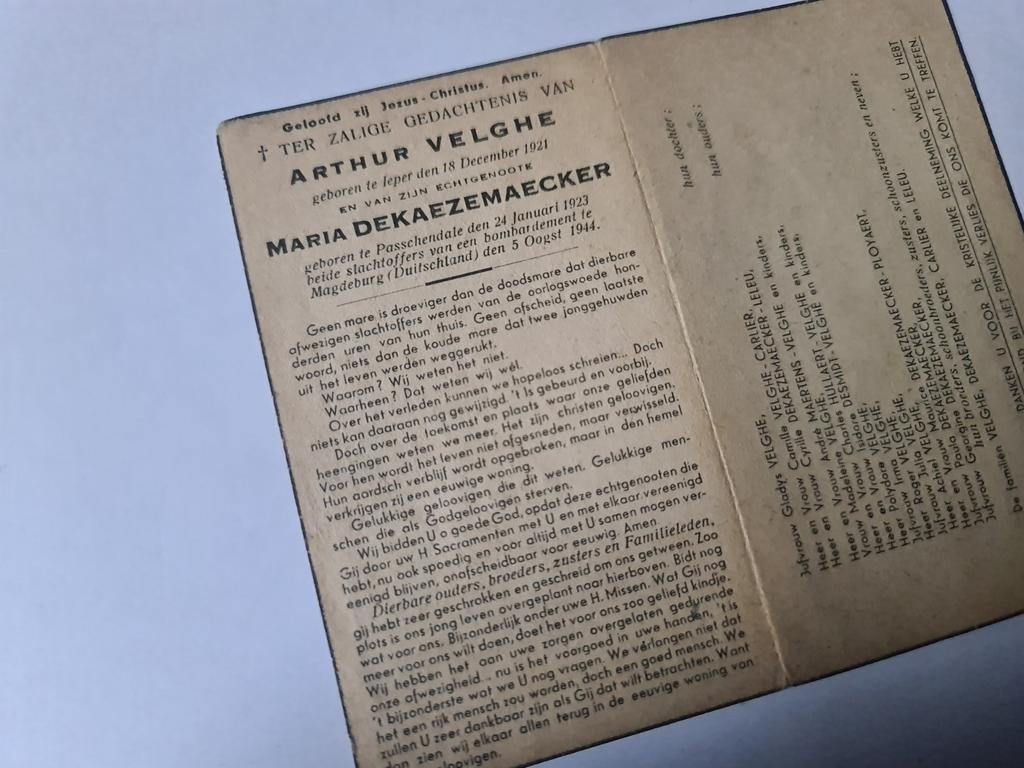 Geloofd zij Jezus-Christus. Amen.
† TER ZALIGE GEDACHTENIS VAN
ARTHUR VELGHE
geboren te Ieper den 18 December 1921
EN VAN ZIJN ECHTGENOOTE
MARIA DEKAEZEMAECKER
geboren te Passchendale den 24 Januari 1923
beide slachtoffers van een bombardement te
Magdeburg (Duitschland) den 5 Oogst 1944.
Geen mare is droeviger dan de doodsmare dat dierbare
afwezigen slachtoffers werden van de oorlogswoede hon-
derden uren van hun thuis. Geen afscheid, geen laatste
woord, niets dan de koude mare dat twee jonggehuwden
uit het leven werden weggerukt.
Waarom? Wij weten het niet.
Waarheen? Dat weten wij wél.
Over het verleden kunnen we hopeloos schreien... Doch
niets kan daaraan nog gewijzigd. 't Is gebeurd en voorbij.
Doch over de toekomst en plaats waar onze geliefden
heengingen weten we meer. Het zijn christen geloovigen.
Voor hen wordt het leven niet afgesneden, maar verwisseld.
Hun aardsch verblijf wordt opgebroken, maar in den hemel
verkrijgen zij een eeuwige woning.
Gelukkige geloovigen die dit weten. Gelukkige men-
schen die als Godgeloovigen sterven.
Wij bidden U o goede God, opdat deze echtgenooten die
Gij door uw H. Sacramenten met U en met elkaar vereenigd
hebt, nu ook spoedig en voor altijd met U samen mogen ver-
eenigd blijven, onafscheidbaar voor eeuwig. Amen.
Dierbare ouders, broeders, zusters en Familieleden,
gij hebt zeer geschrokken en geschreid om ons getween. Zoo
plots is ons jong leven overgeplant naar hierboven. Bidt nog
wat voor ons. Bijzonderlijk onder uwe H. Missen. Wat Gij nog
meer voor ons wilt doen, doet het voor ons zoo geliefd kindje.
Wij hebben het aan uwe zorgen overgelaten gedurende
onze afwezigheid... nu is het voorgoed in uwe handen, 't is
't bijzonderste wat we U nog vragen. We verlangen niet dat
het een rijk mensch zou worden, doch een goed mensch. We
zullen U zeer dankbaar zijn als Gij dat wilt betrachten. Want
dan zien wij elkaar allen terug in de eeuwige woning van
geloovigen.
hun dochter;
hun ouders;
Jufvrouw Gladys VELGHE,
VELGHE-CARLIER,
DEKAEZEMAECKER-LELEU,
Heer en Vrouw Camille DEKAEZEMAECKER-VELGHE en kinders,
Heer en Vrouw Cyrille MAERTENS-VELGHE en kinders,
Heer en Vrouw André HULLAERT-VELGHE en kinders,
Heer en Vrouw Charles DESMIDT-VELGHE en kinders,
Heer Madeleine VELGHE,
Heer en Vrouw Isidore DEKAEZEMAECKER-PLOYAERT,
Heer Polydore VELGHE,
Heer Irma VELGHE,
Jufvrouw Julia VELGHE,
Heer Roger VELGHE,
Jufvrouw Maurice DEKAEZEMAECKER,
Heer Achiel DEKAEZEMAECKER,
hun broeders, schoonbroeders, zusters, schoonzusters en neven;
De familien VELGHE, DEKAEZEMAECKER, CARLIER en LELEU.
DANKEN U VOOR DE KRISTELIJKE DEELNEMING WELKE U HEBT
BIJ HET PIJNLIJK VERLIES DIE ONS KOMT TE TREFFEN.